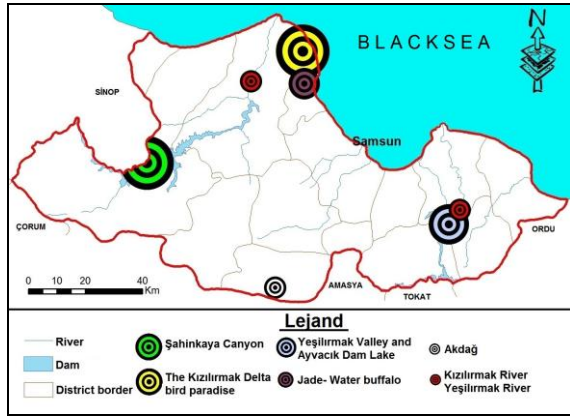 N
BLACKSEA
SİNOP
Samsun
ÇORUM
ORDU
AMASYA
TOKAT
0 10 20 40
Km
Lejand
River
Dam
District border
Şahinkaya Canyon
The Kızılırmak Delta
bird paradise
Yeşilırmak Valley and
Ayvacık Dam Lake
Jade- Water buffalo
Akdağ
Kızılırmak River
Yeşilırmak River